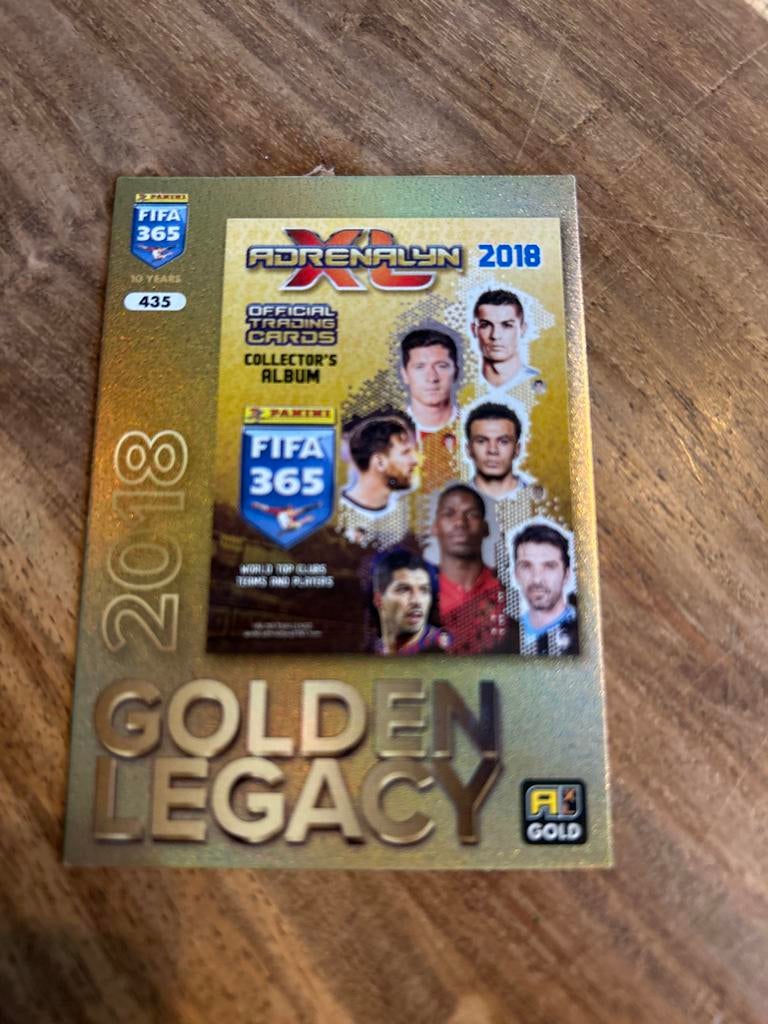 PANINI
FIFA
365
10 YEARS
435
ADRENALYN XL 2018
OFFICIAL
TRADING
CARDS
COLLECTOR'S
ALBUM
PANINI
FIFA
365
WORLD TOP CLUBS
TEAMS AND PLAYERS
2018
GOLDEN
LEGACY
GOLD